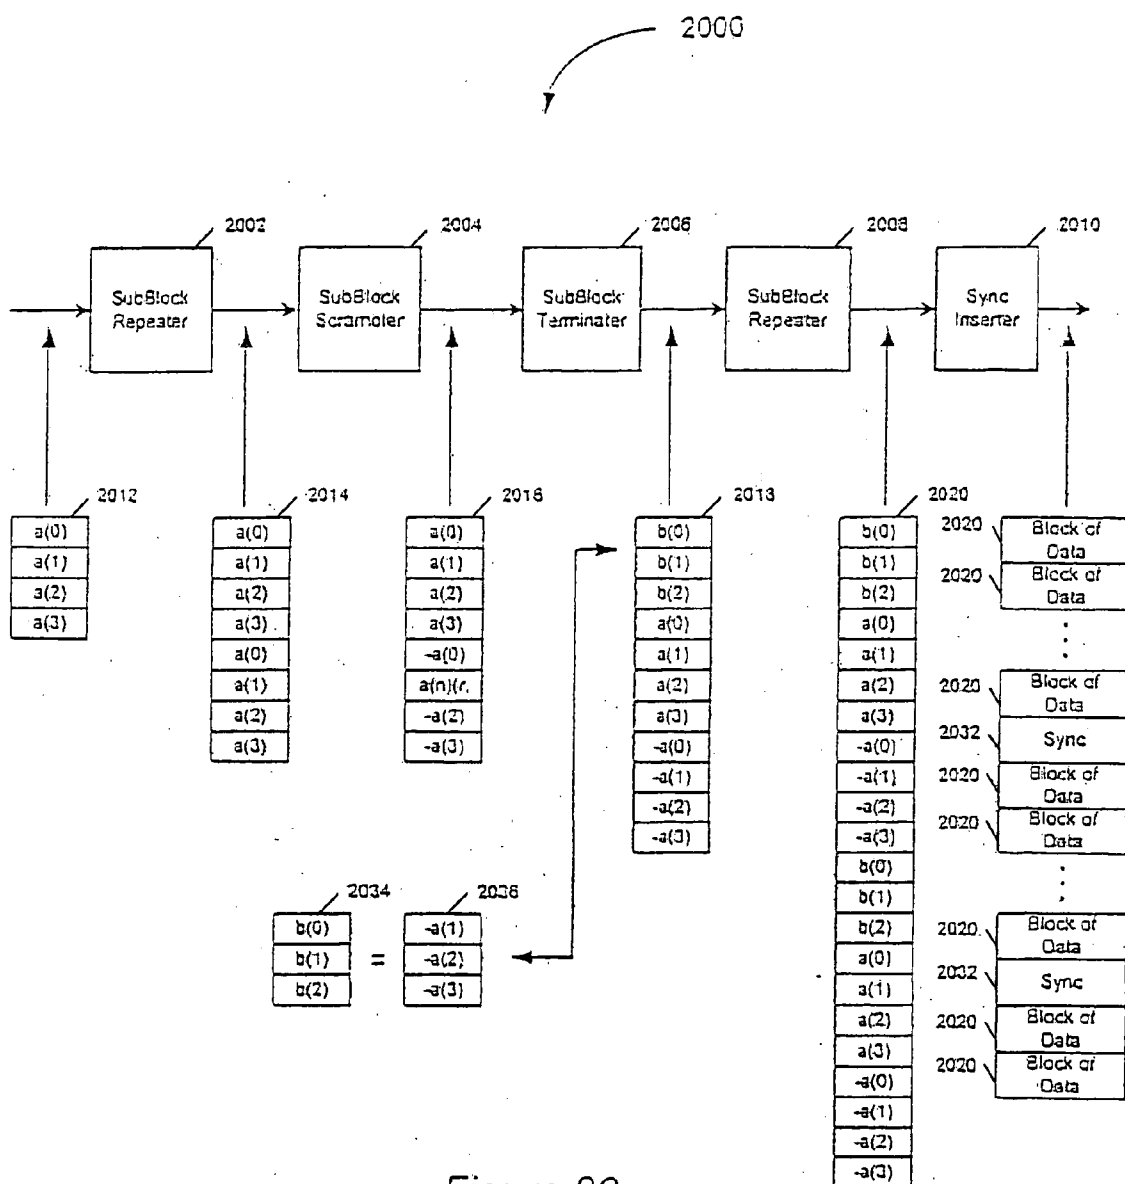 2000
2002
2004
2006
2008
2010
SubBlock
Repeater
SubBlock
Scrambler
SubBlock
Terminater
SubBlock
Repeater
Sync
Inserter
2012
a(0)
a(1)
a(2)
a(3)
2014
a(0)
a(1)
a(2)
a(3)
a(0)
a(1)
a(2)
a(3)
2016
a(0)
a(1)
a(2)
a(3)
-a(0)
a(n)(r,
-a(2)
-a(3)
2018
b(0)
b(1)
b(2)
a(0)
a(1)
a(2)
a(3)
-a(0)
-a(1)
-a(2)
-a(3)
2020
b(0)
b(1)
b(2)
a(0)
a(1)
a(2)
a(3)
-a(0)
-a(1)
-a(2)
-a(3)
b(0)
b(1)
b(2)
a(0)
a(1)
a(2)
a(3)
-a(0)
-a(1)
-a(2)
-a(3)
2020
Block of
Data
2020
Block of
Data
2020
Block of
Data
2032
Sync
2020
Block of
Data
2020
Block of
Data
2020
Block of
Data
2032
Sync
2020
Block of
Data
2020
Block of
Data
2034
b(0)
b(1)
b(2)
=
2036
-a(1)
-a(2)
-a(3)
Figure